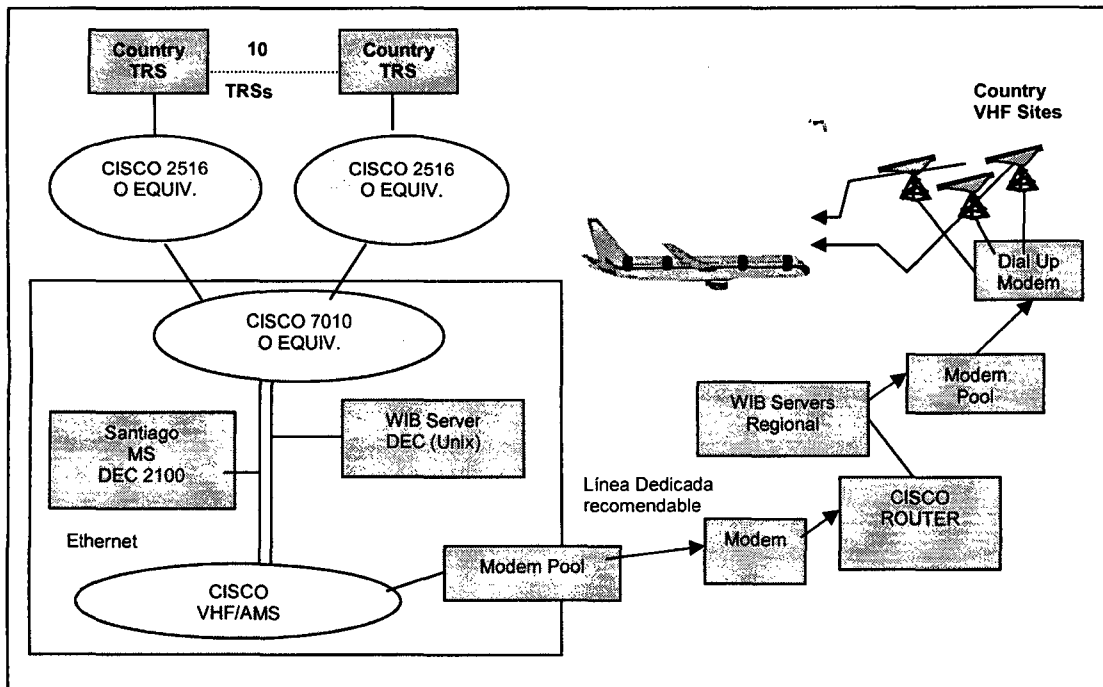 Country
TRS
10
TRSs
Country
TRS
Country
VHF Sites
CISCO 2516
O EQUIV.
CISCO 2516
O EQUIV.
Dial Up
Modem
CISCO 7010
O EQUIV.
Modem
Pool
WIB Servers
Regional
Santiago
MS
DEC 2100
WIB Server
DEC (Unix)
Línea Dedicada
recomendable
CISCO
ROUTER
Ethernet
Modem Pool
Modem
CISCO
VHF/AMS